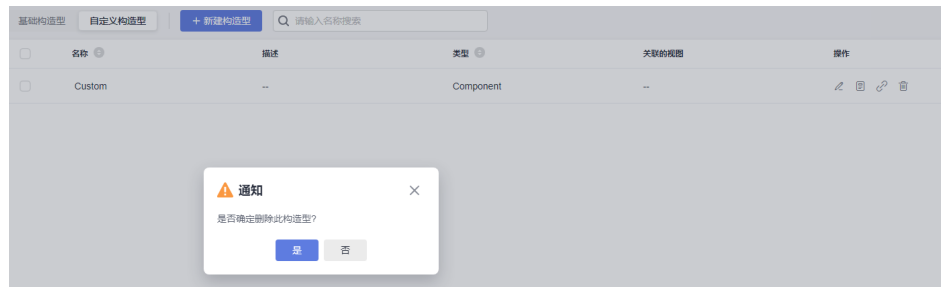 基础构造型 自定义构造型 + 新建构造型 请输入名称搜索
名称 描述 类型 关联的视图 操作
Custom -- Component --
通知
是否确定删除此构造型?
是 否